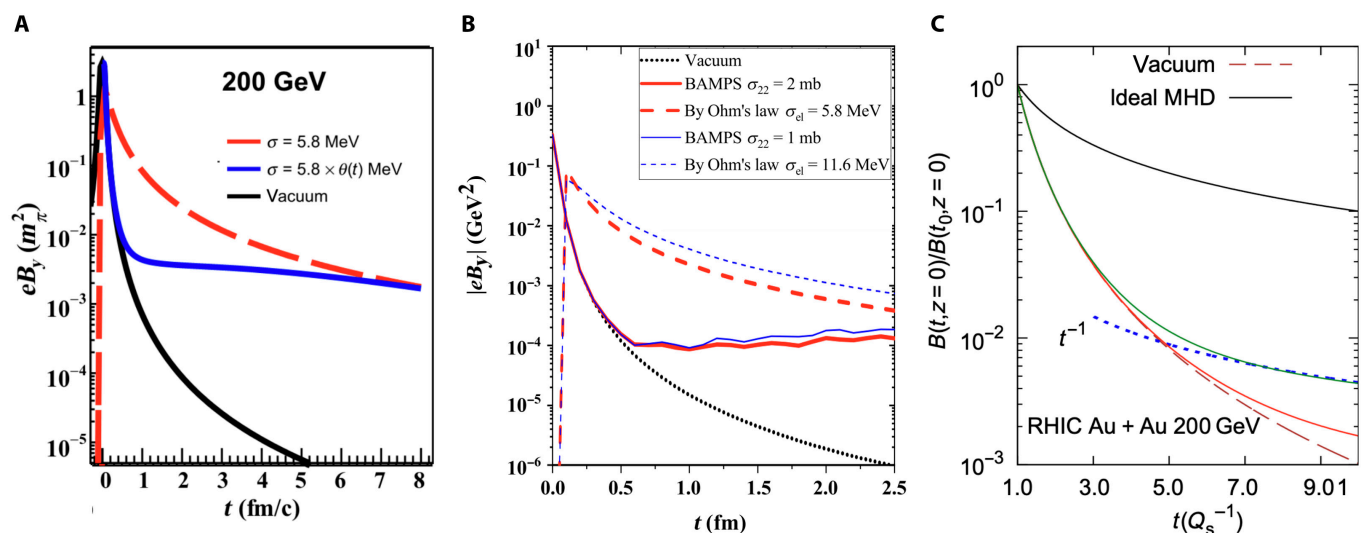 A
200 GeV
σ = 5.8 MeV
σ = 5.8 × θ(t) MeV
Vacuum
eB_y (m_π^2)
1
10^−1
10^−2
10^−3
10^−4
10^−5
0 1 2 3 4 5 6 7 8
t (fm/c)
B
Vacuum
BAMPS σ_22 = 2 mb
By Ohm's law σ_el = 5.8 MeV
BAMPS σ_22 = 1 mb
By Ohm's law σ_el = 11.6 MeV
|eB_y| (GeV^2)
10^2
10^1
10^0
10^-1
10^-2
10^-3
10^-4
10^-5
10^-6
0.0 0.5 1.0 1.5 2.0 2.5
t (fm)
C
Vacuum
Ideal MHD
B(t,z = 0)/B(t_0,z = 0)
10^0
10^−1
10^−2
10^−3
t^−1
RHIC Au + Au 200 GeV
1.0 3.0 5.0 7.0 9.01
t(Q_s^−1)